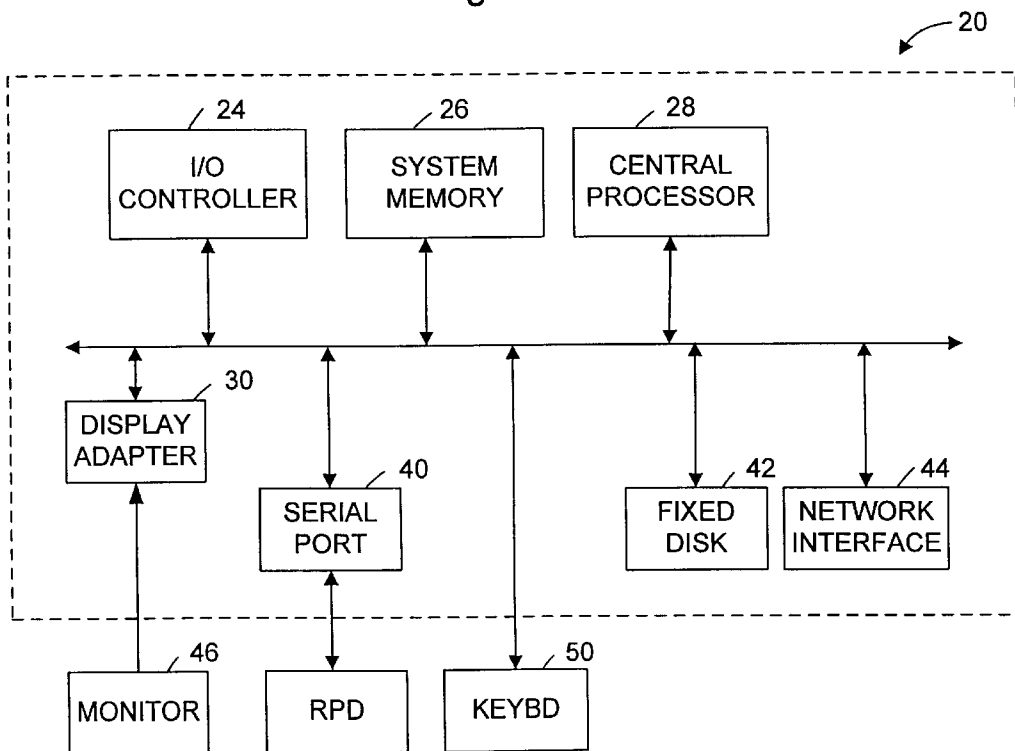 20
24
26
28
I/O
CONTROLLER
SYSTEM
MEMORY
CENTRAL
PROCESSOR
30
DISPLAY
ADAPTER
40
42
44
SERIAL
PORT
FIXED
DISK
NETWORK
INTERFACE
46
50
MONITOR
RPD
KEYBD